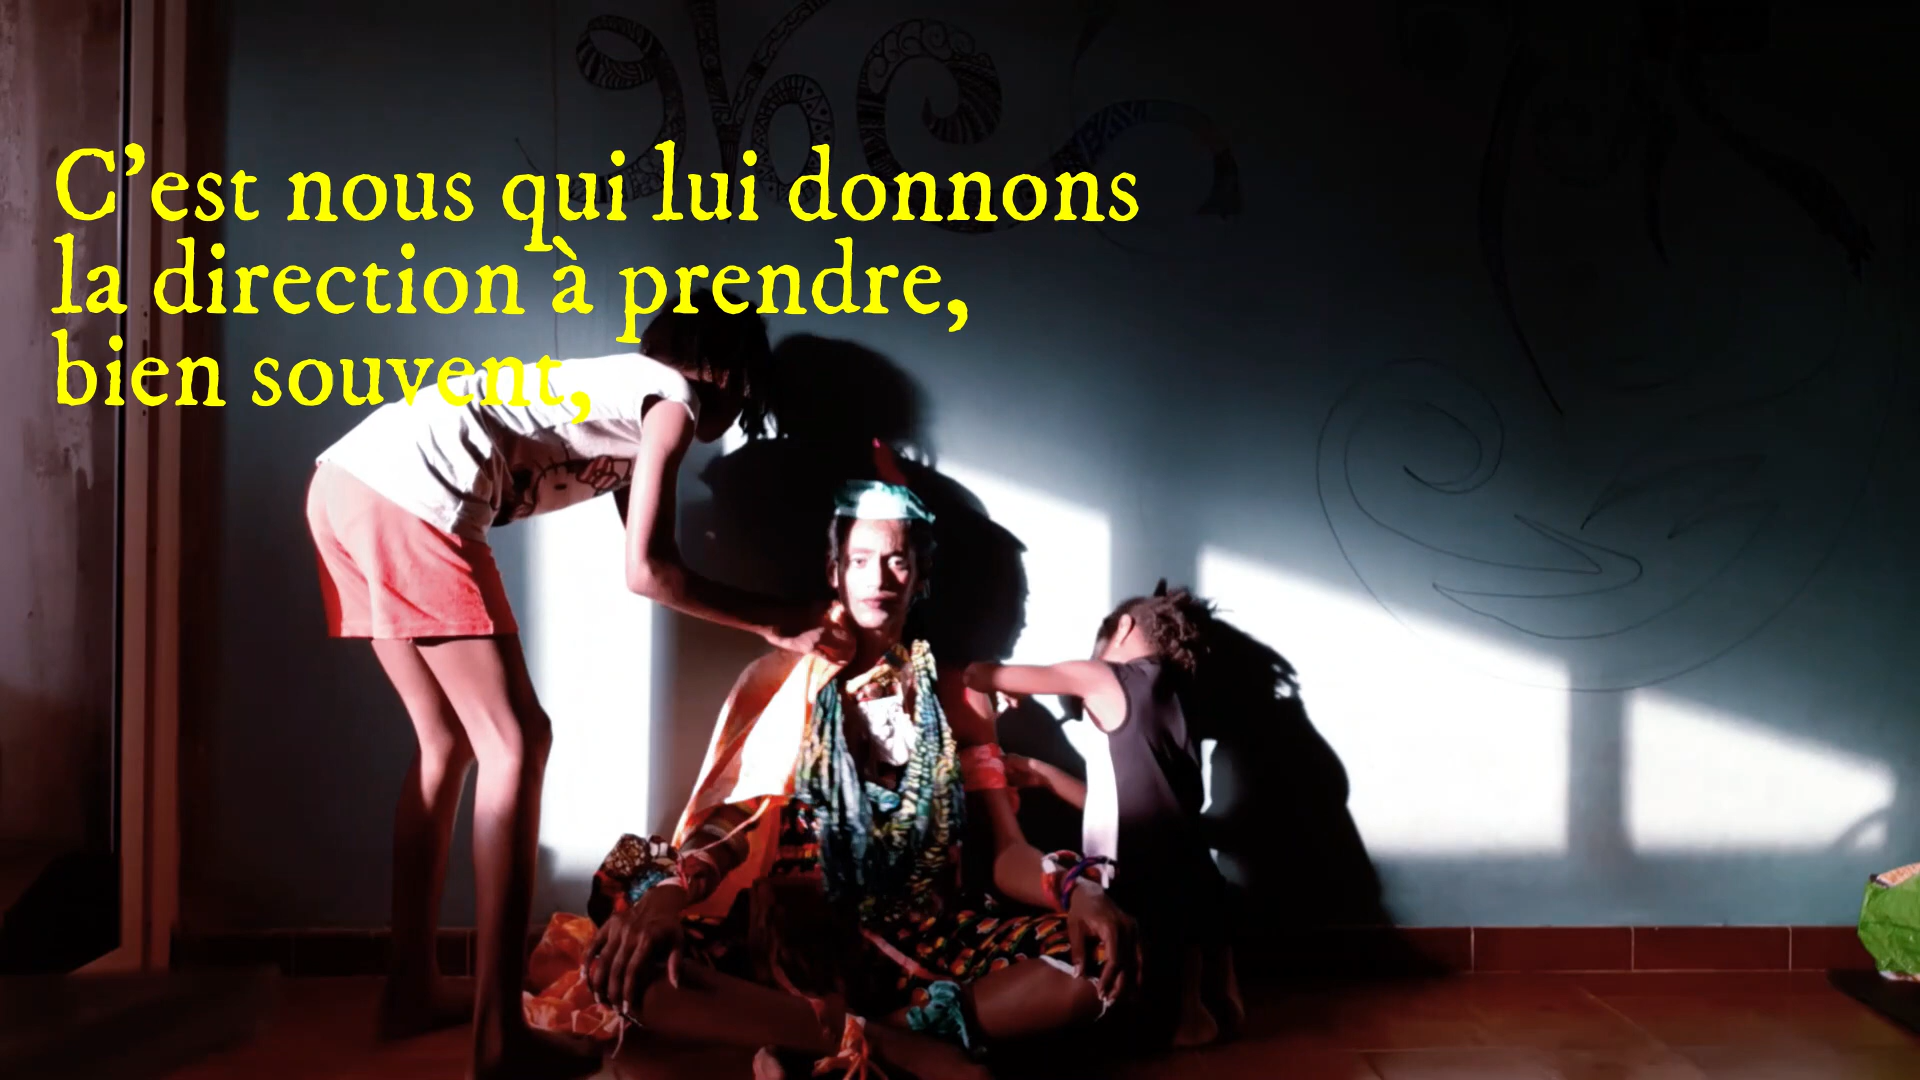 C’est nous qui lui donnons
la direction à prendre,
bien souvent,